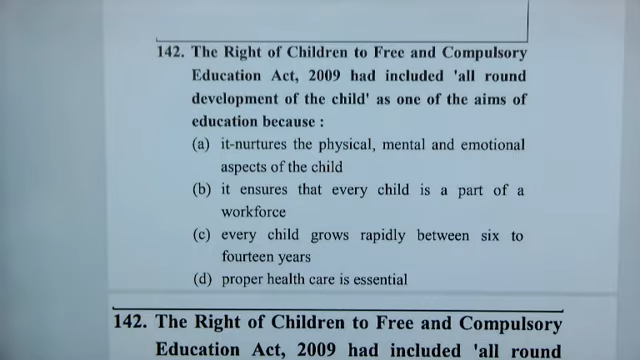 142. The Right of Children to Free and Compulsory
Education Act, 2009 had included 'all round
development of the child' as one of the aims of
education because :
(a) it-nurtures the physical, mental and emotional
aspects of the child
(b) it ensures that every child is a part of a
workforce
(c) every child grows rapidly between six to
fourteen years
(d) proper health care is essential
142. The Right of Children to Free and Compulsory
Education Act, 2009 had included 'all round